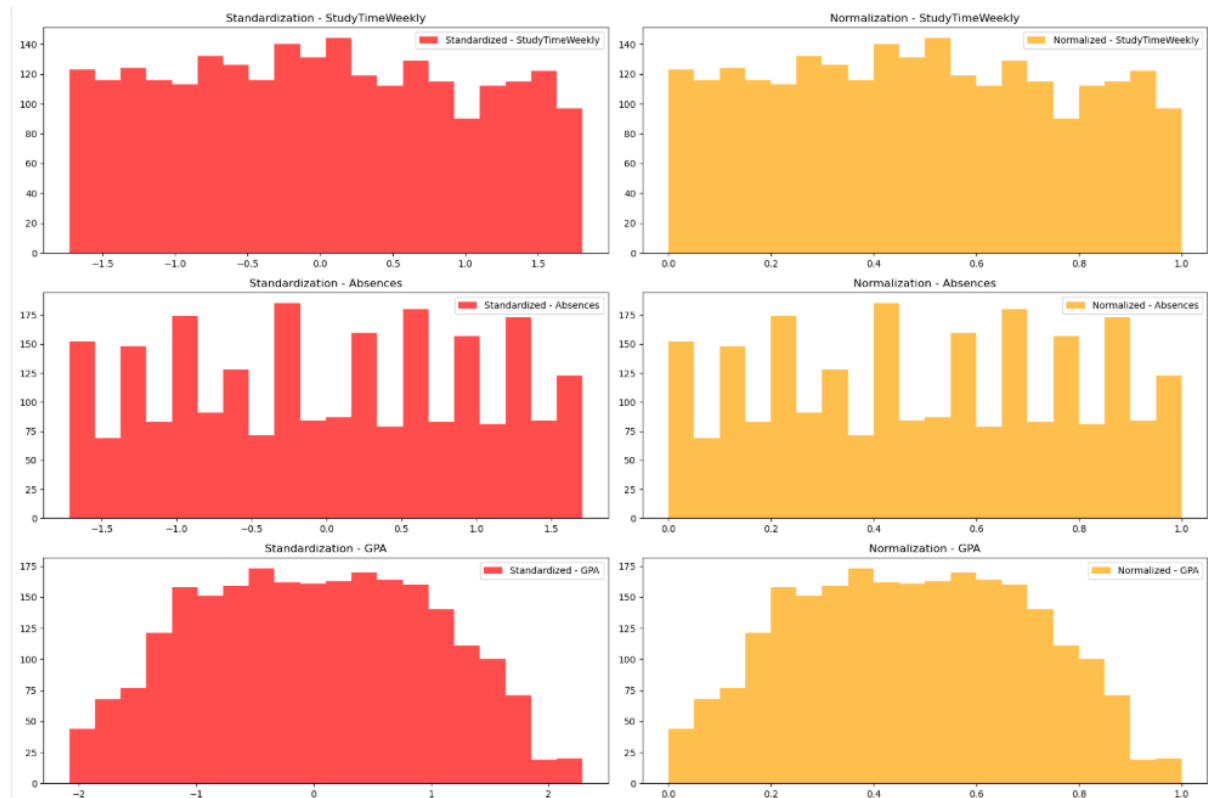 Standardization - StudyTimeWeekly
Standardized - StudyTimeWeekly
140
120
100
80
60
40
20
0
−1.5 −1.0 −0.5 0.0 0.5 1.0 1.5
Normalization - StudyTimeWeekly
Normalized - StudyTimeWeekly
140
120
100
80
60
40
20
0
0.0 0.2 0.4 0.6 0.8 1.0
Standardization - Absences
Standardized - Absences
175
150
125
100
75
50
25
0
−1.5 −1.0 −0.5 0.0 0.5 1.0 1.5
Normalization - Absences
Normalized - Absences
175
150
125
100
75
50
25
0
0.0 0.2 0.4 0.6 0.8 1.0
Standardization - GPA
Standardized - GPA
175
150
125
100
75
50
25
0
−2 −1 0 1 2
Normalization - GPA
Normalized - GPA
175
150
125
100
75
50
25
0
0.0 0.2 0.4 0.6 0.8 1.0